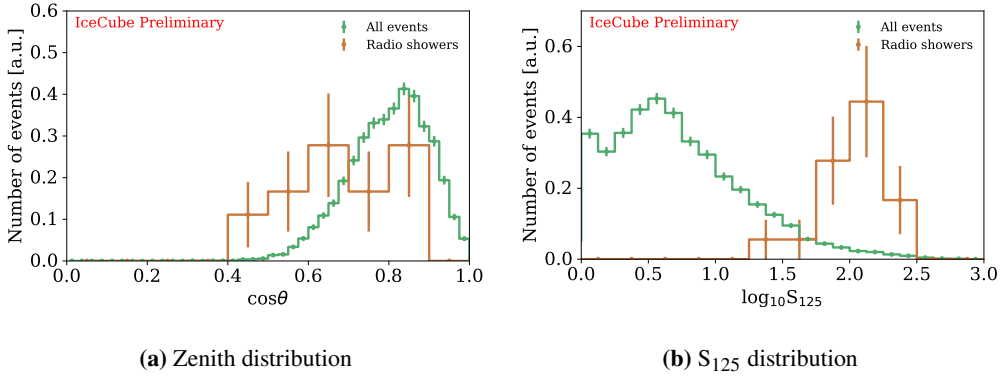 IceCube Preliminary
All events
Radio showers
Number of events [a.u.]
0.6
0.5
0.4
0.3
0.2
0.1
0.0
0.0 0.2 0.4 0.6 0.8 1.0
cosθ
(a) Zenith distribution
IceCube Preliminary
All events
Radio showers
Number of events [a.u.]
0.6
0.4
0.2
0.0
0.0 0.5 1.0 1.5 2.0 2.5 3.0
log₁₀S₁₂₅
(b) S₁₂₅ distribution